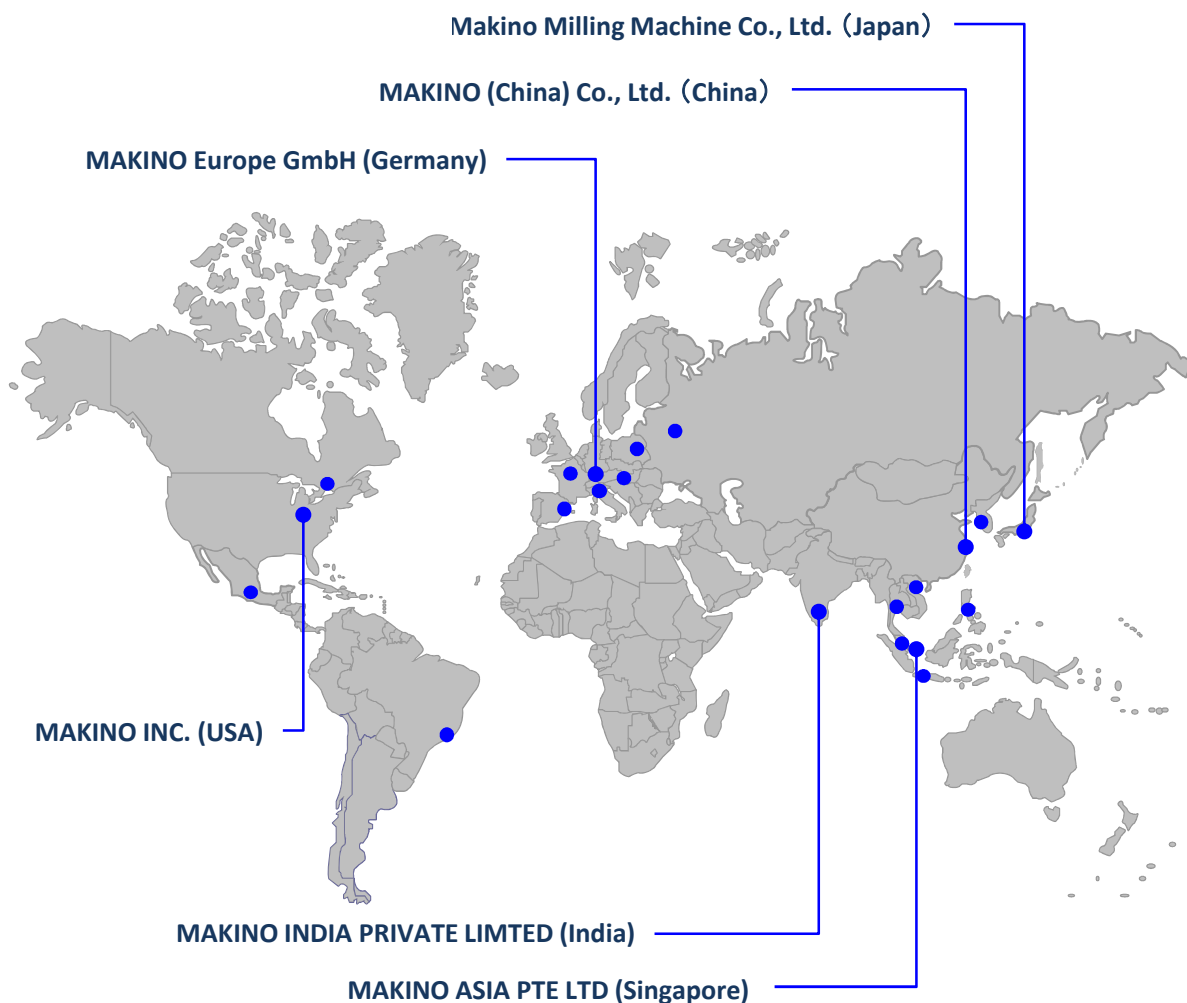 Makino Milling Machine Co., Ltd.（Japan）
MAKINO (China) Co., Ltd.（China）
MAKINO Europe GmbH (Germany)
MAKINO INC. (USA)
MAKINO INDIA PRIVATE LIMTED (India)
MAKINO ASIA PTE LTD (Singapore)